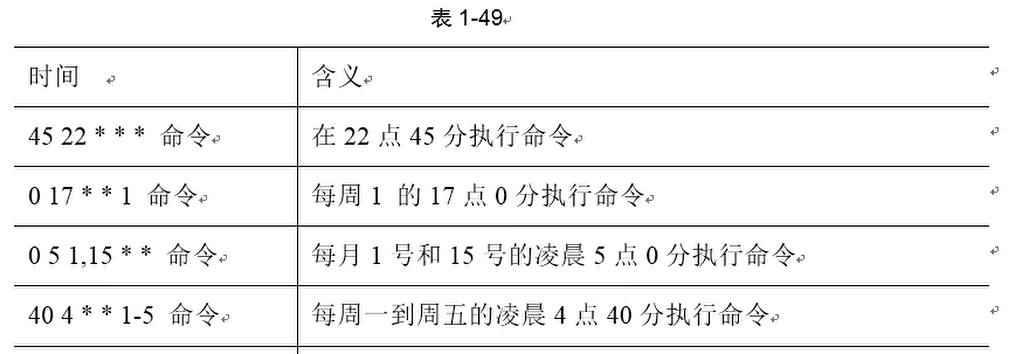 表 1-49
时间 含义
45 22 * * * 命令 在 22 点 45 分执行命令
0 17 * * 1 命令 每周 1 的 17 点 0 分执行命令
0 5 1,15 * * 命令 每月 1 号和 15 号的凌晨 5 点 0 分执行命令
40 4 * * 1-5 命令 每周一到周五的凌晨 4 点 40 分执行命令